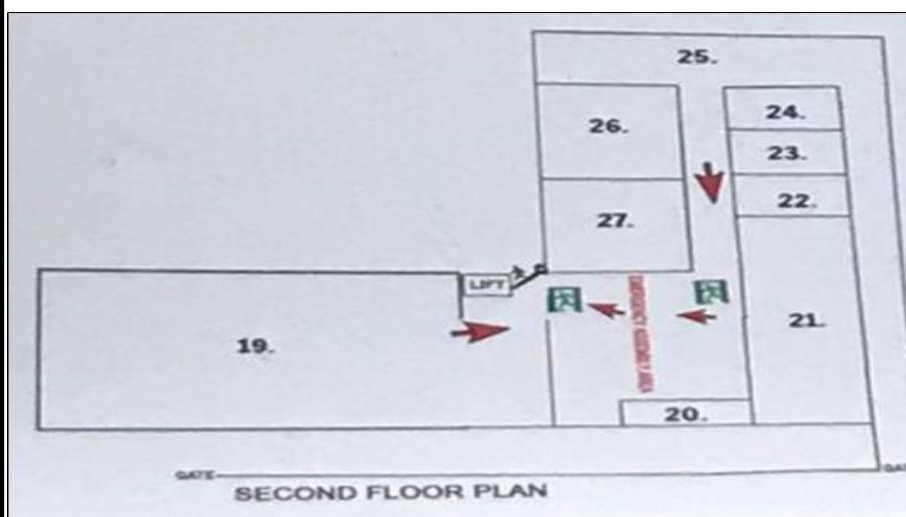 25.
26.
24.
23.
22.
27.
LIFT
EMERGENCY ASSEMBLY AREA
19.
21.
20.
GATE
GATE
SECOND FLOOR PLAN